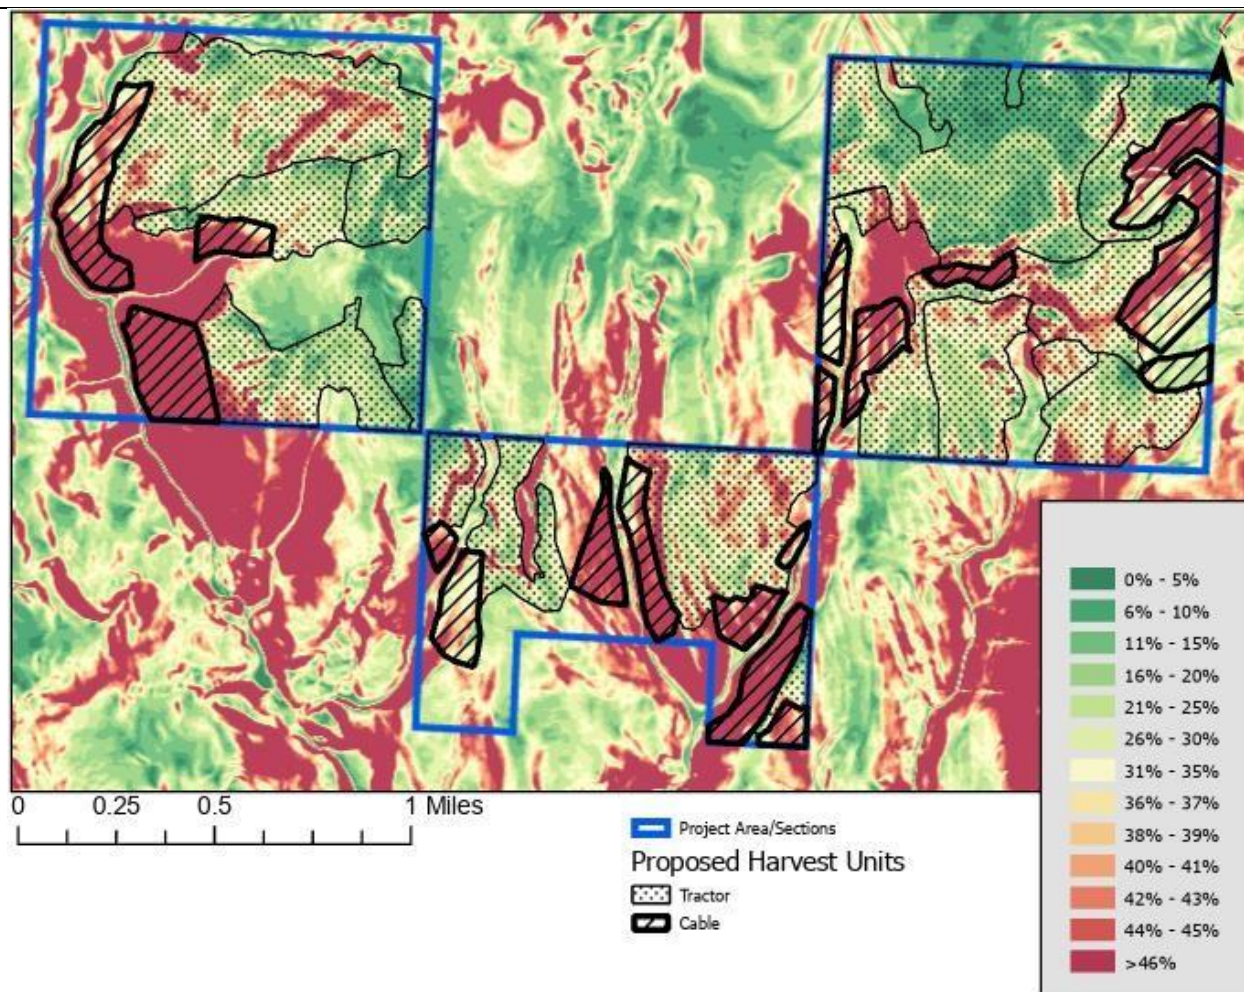 0% - 5%
6% - 10%
11% - 15%
16% - 20%
21% - 25%
26% - 30%
31% - 35%
36% - 37%
38% - 39%
40% - 41%
42% - 43%
44% - 45%
>46%
0 0.25 0.5 1 Miles
Project Area/Sections
Proposed Harvest Units
Tractor
Cable